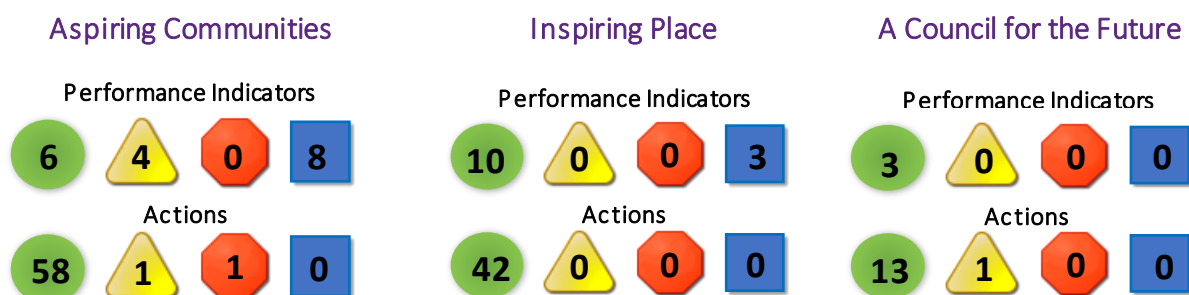 Aspiring Communities
Performance Indicators
6 4 0 8
Actions
58 1 1 0
Inspiring Place
Performance Indicators
10 0 0 3
Actions
42 0 0 0
A Council for the Future
Performance Indicators
3 0 0 0
Actions
13 1 0 0